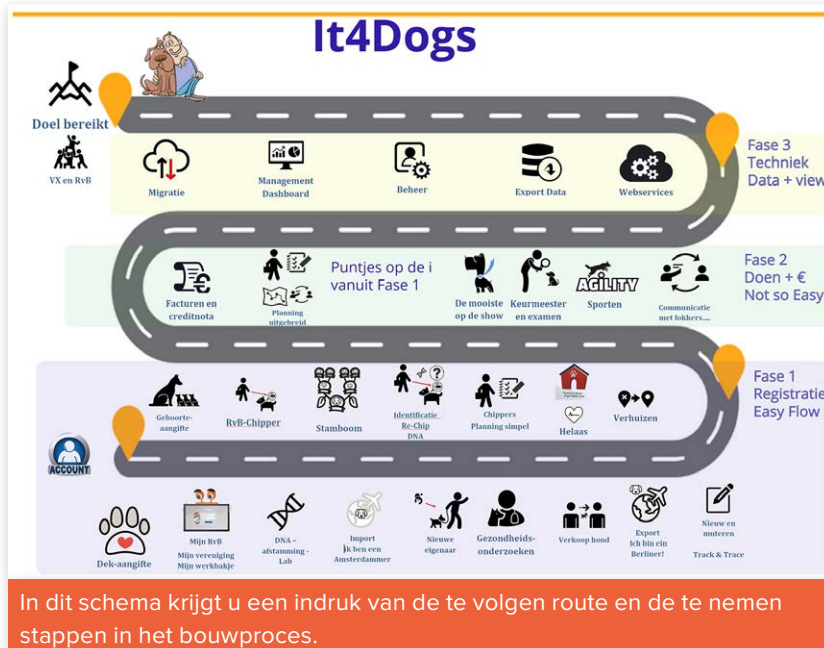 It4Dogs
Doel bereikt
VX en RvB
Migratie
Management
Dashboard
Beheer
Export Data
Webservices
Fase 3
Techniek
Data + view
Facturen en
creditnota
Planning
uitgebreid
Puntjes op de i
vanuit Fase 1
De mooiste
op de show
Keurmeester
en examen
AGILITY
Sporten
Communicatie
met fokkers....
Fase 2
Doen + €
Not so Easy
Geboorte-
aangifte
RvB-Chipper
Stamboom
Identificatie
Re-Chip
DNA
Chippers
Planning simpel
Helaas
Verhuizen
Fase 1
Registratie
Easy Flow
ACCOUNT
Dek-aangifte
Mijn RvB
Mijn vereniging
Mijn werkbakje
DNA –
afstamming -
Lab
Import
Ik ben een
Amsterdammer
Nieuwe
eigenaar
Gezondheids-
onderzoeken
Verkoop hond
Export
Ich bin ein
Berliner!
Nieuw en
muteren
Track & Trace
In dit schema krijgt u een indruk van de te volgen route en de te nemen
stappen in het bouwproces.